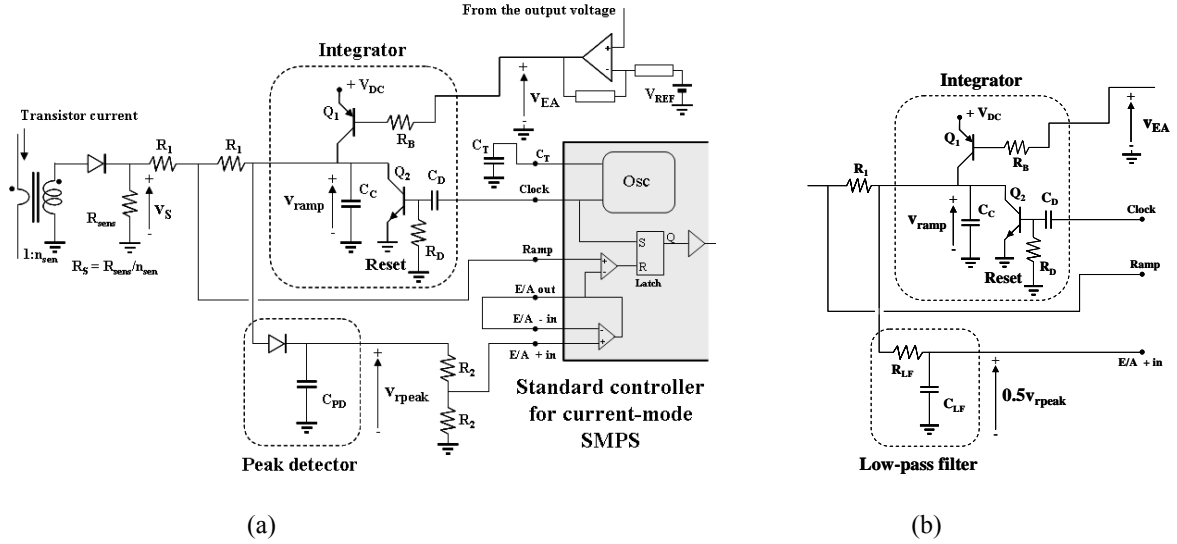 From the output voltage
Integrator
+ V_DC
Q_1
R_B
+
v_EA
-
+
-
V_REF
Transistor current
R_1
R_1
C_T
C_T
Q_2
C_D
Clock
Osc
+
v_S
-
R_sens
+
v_ramp
-
C_C
R_D
Reset
1:n_sen
R_S = R_sens/n_sen
Ramp
+
-
S
Q
R
Latch
E/A out
E/A - in
-
+
E/A + in
C_PD
+
v_rpeak
-
R_2
R_2
Peak detector
Standard controller
for current-mode
SMPS
(a)
Integrator
+ V_DC
Q_1
R_B
+
v_EA
-
R_1
Q_2
C_D
Clock
+
v_ramp
-
C_C
Reset
R_D
Ramp
R_LF
E/A + in
C_LF
+
0.5v_rpeak
-
Low-pass filter
(b)